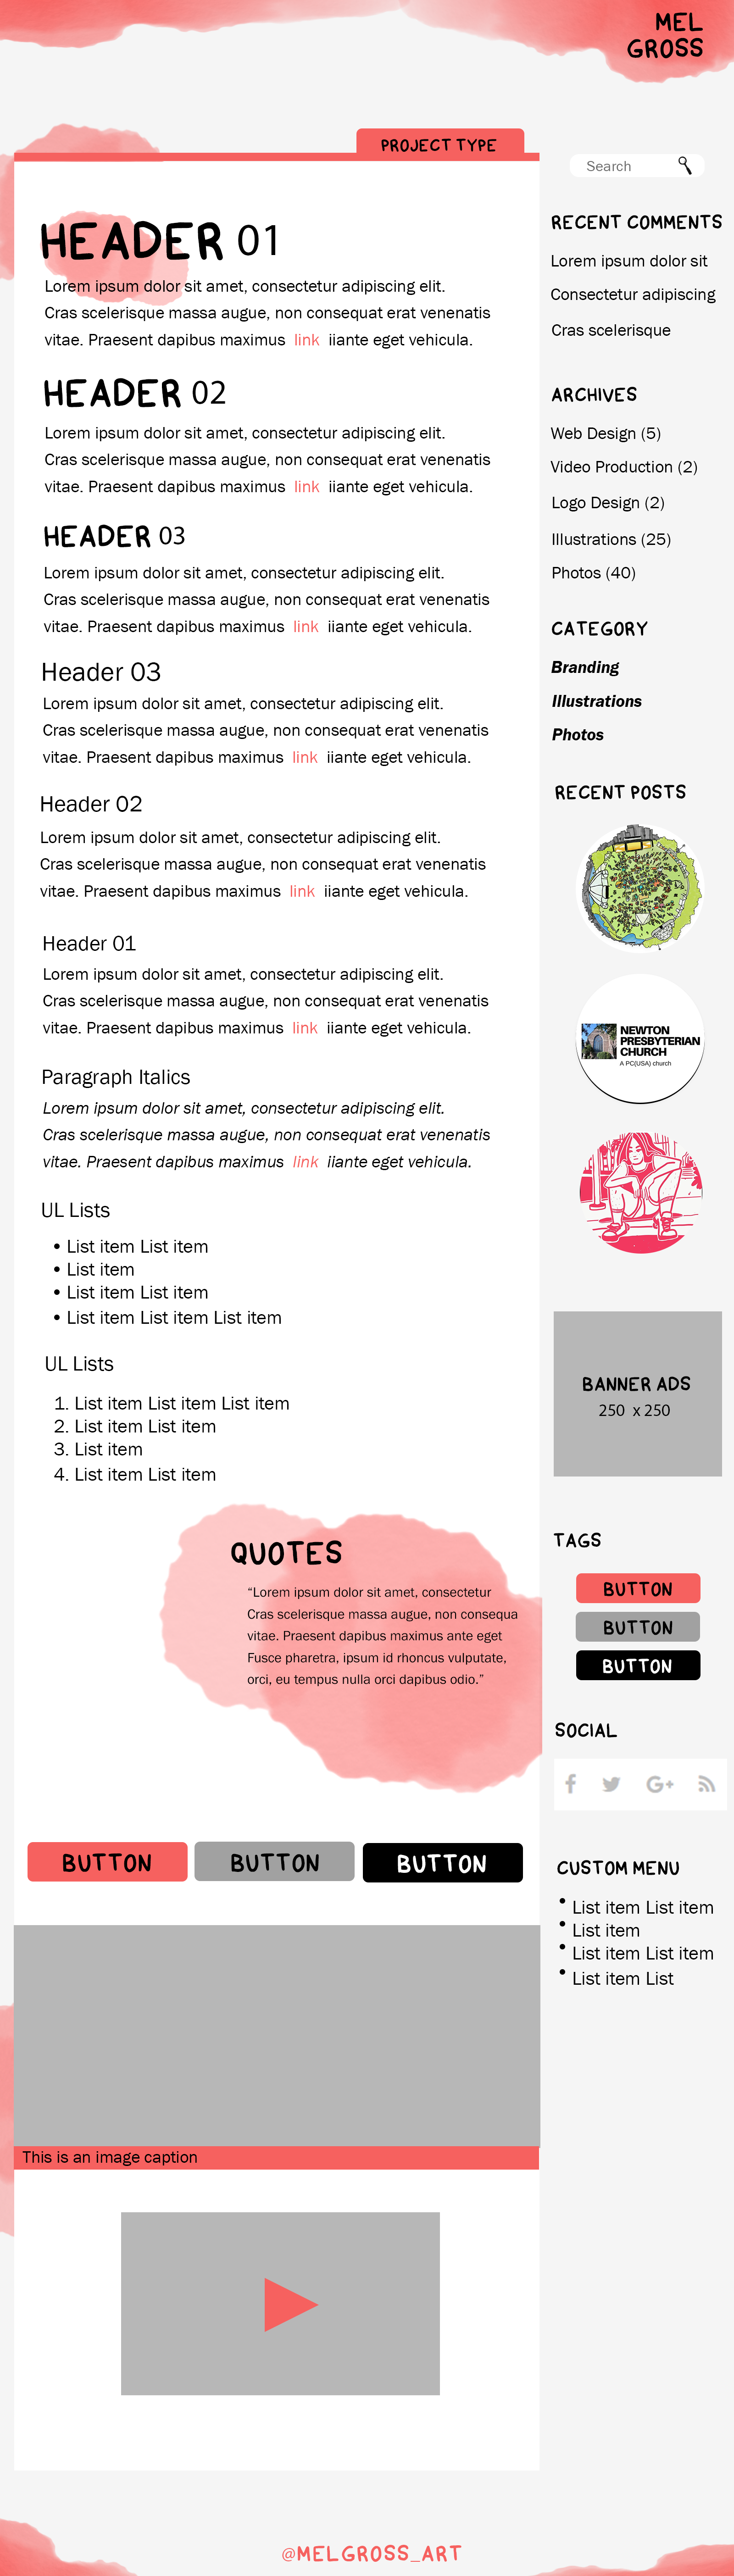 MEL
GROSS
PROJECT TYPE
HEADER 01
Lorem ipsum dolor sit amet, consectetur adipiscing elit.
Cras scelerisque massa augue, non consequat erat venenatis
vitae. Praesent dapibus maximus link iiante eget vehicula.
HEADER 02
Lorem ipsum dolor sit amet, consectetur adipiscing elit.
Cras scelerisque massa augue, non consequat erat venenatis
vitae. Praesent dapibus maximus link iiante eget vehicula.
HEADER 03
Lorem ipsum dolor sit amet, consectetur adipiscing elit.
Cras scelerisque massa augue, non consequat erat venenatis
vitae. Praesent dapibus maximus link iiante eget vehicula.
Header 03
Lorem ipsum dolor sit amet, consectetur adipiscing elit.
Cras scelerisque massa augue, non consequat erat venenatis
vitae. Praesent dapibus maximus link iiante eget vehicula.
Header 02
Lorem ipsum dolor sit amet, consectetur adipiscing elit.
Cras scelerisque massa augue, non consequat erat venenatis
vitae. Praesent dapibus maximus link iiante eget vehicula.
Header 01
Lorem ipsum dolor sit amet, consectetur adipiscing elit.
Cras scelerisque massa augue, non consequat erat venenatis
vitae. Praesent dapibus maximus link iiante eget vehicula.
Paragraph Italics
Lorem ipsum dolor sit amet, consectetur adipiscing elit.
Cras scelerisque massa augue, non consequat erat venenatis
vitae. Praesent dapibus maximus link iiante eget vehicula.
UL Lists
• List item List item
• List item
• List item List item
• List item List item List item
UL Lists
1. List item List item List item
2. List item List item
3. List item
4. List item List item
QUOTES
“Lorem ipsum dolor sit amet, consectetur
Cras scelerisque massa augue, non consequa
vitae. Praesent dapibus maximus ante eget
Fusce pharetra, ipsum id rhoncus vulputate,
orci, eu tempus nulla orci dapibus odio.”
BUTTON BUTTON BUTTON
This is an image caption
Search
RECENT COMMENTS
Lorem ipsum dolor sit
Consectetur adipiscing
Cras scelerisque
ARCHIVES
Web Design (5)
Video Production (2)
Logo Design (2)
Illustrations (25)
Photos (40)
CATEGORY
Branding
Illustrations
Photos
RECENT POSTS
NEWTON
PRESBYTERIAN
CHURCH
A PC(USA) church
BANNER ADS
250 x 250
TAGS
BUTTON
BUTTON
BUTTON
SOCIAL
f G+
CUSTOM MENU
• List item List item
• List item
• List item List item
• List item List
@MELGROSS_ART